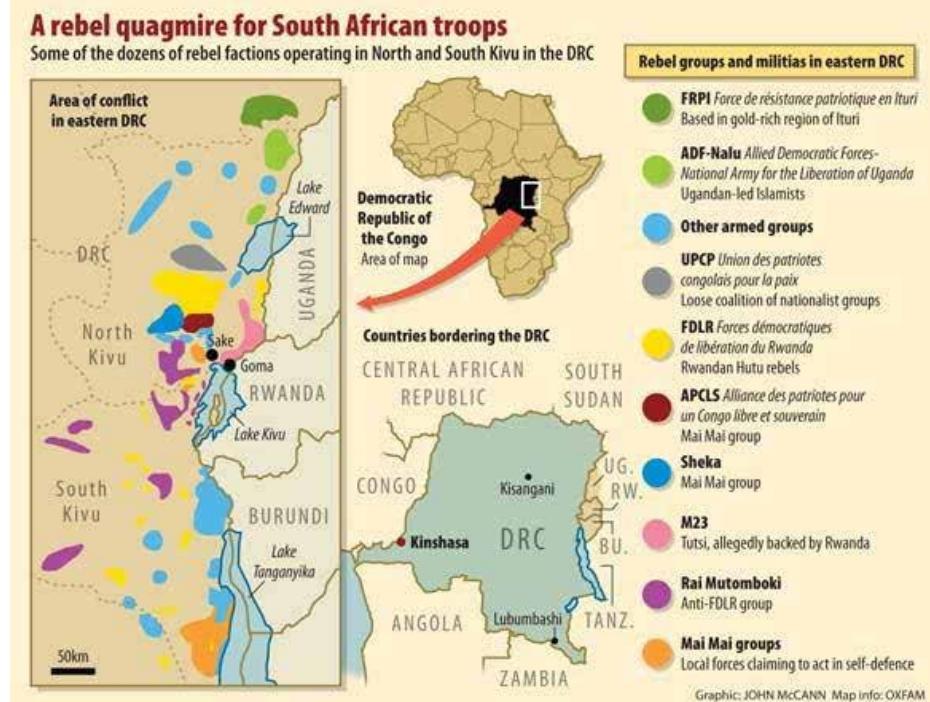 A rebel quagmire for South African troops
Some of the dozens of rebel factions operating in North and South Kivu in the DRC
Area of conflict
in eastern DRC
Lake
Edward
DRC
UGANDA
North
Kivu
Sake
Goma
RWANDA
Lake Kivu
South
Kivu
BURUNDI
Lake
Tanganyika
50km
Democratic
Republic of
the Congo
Area of map
Countries bordering the DRC
CENTRAL AFRICAN
REPUBLIC
SOUTH
SUDAN
CONGO
Kisangani
UG.
RW.
Kinshasa
DRC
BU.
ANGOLA
Lubumbashi
TANZ.
ZAMBIA
Rebel groups and militias in eastern DRC
FRPI Force de résistance patriotique en Ituri
Based in gold-rich region of Ituri
ADF-Nalu Allied Democratic Forces-
National Army for the Liberation of Uganda
Ugandan-led Islamists
Other armed groups
UPCP Union des patriotes
congolais pour la paix
Loose coalition of nationalist groups
FDLR Forces démocratiques
de libération du Rwanda
Rwandan Hutu rebels
APCLS Alliance des patriotes pour
un Congo libre et souverain
Mai Mai group
Sheka
Mai Mai group
M23
Tutsi, allegedly backed by Rwanda
Rai Mutomboki
Anti-FDLR group
Mai Mai groups
Local forces claiming to act in self-defence
Graphic: JOHN McCANN Map info: OXFAM